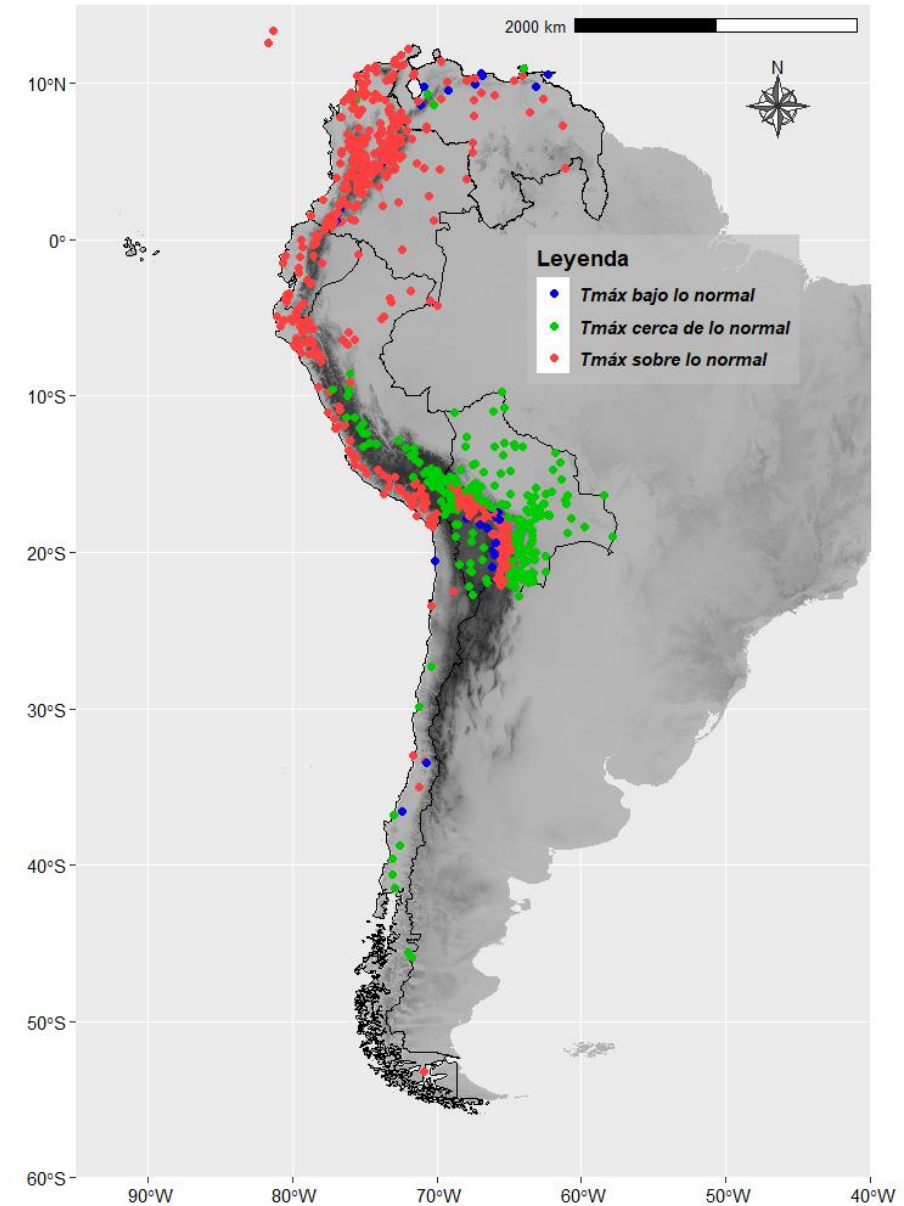 2000 km
N
10°N
0°
10°S
20°S
30°S
40°S
50°S
60°S
Leyenda
Tmáx bajo lo normal
Tmáx cerca de lo normal
Tmáx sobre lo normal
90°W
80°W
70°W
60°W
50°W
40°W